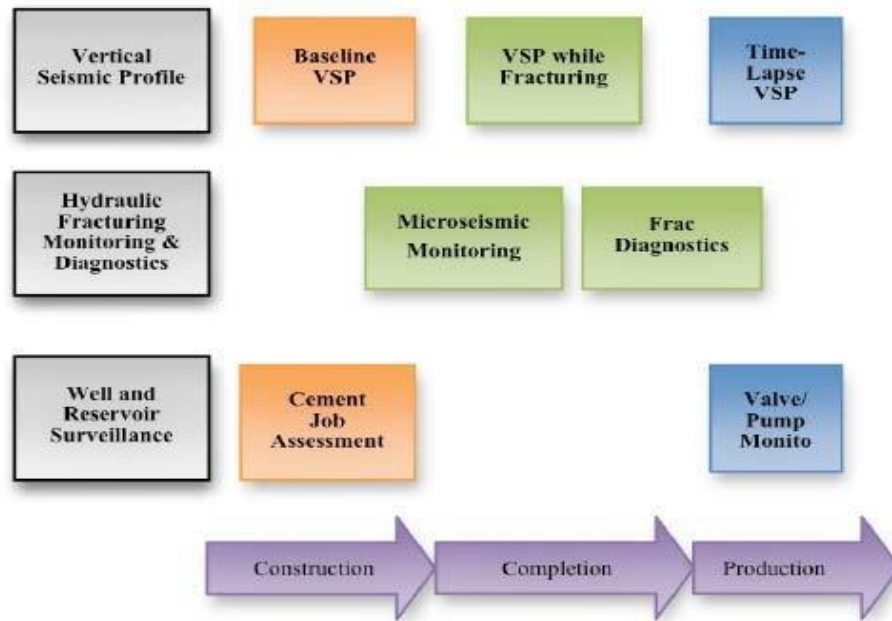 Vertical
Seismic Profile
Baseline
VSP
VSP while
Fracturing
Time-
Lapse
VSP
Hydraulic
Fracturing
Monitoring &
Diagnostics
Microseismic
Monitoring
Frac
Diagnostics
Well and
Reservoir
Surveillance
Cement
Job
Assessment
Valve/
Pump
Monito
Construction
Completion
Production